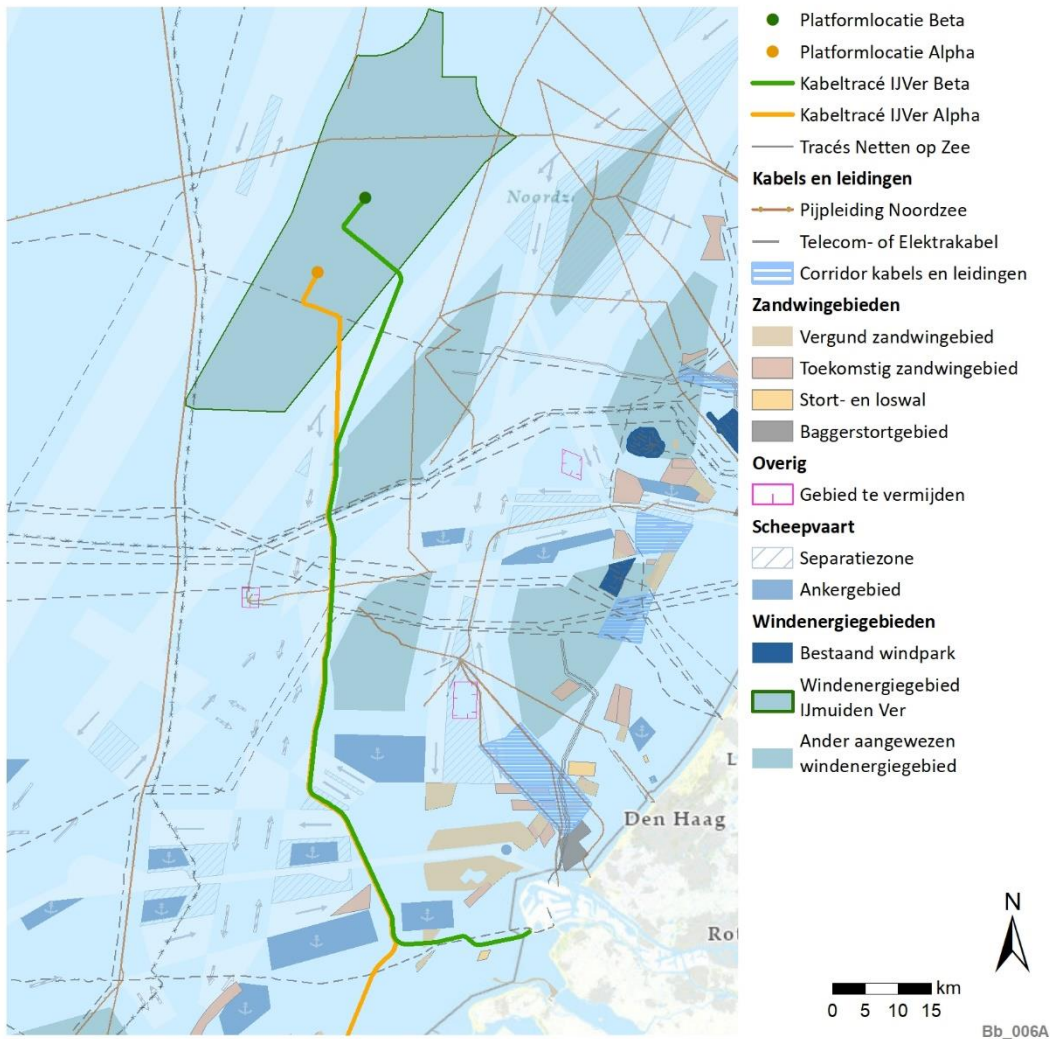 Noordz
Den Haag
L
Rot
Platformlocatie Beta
Platformlocatie Alpha
Kabeltracé IJVer Beta
Kabeltracé IJVer Alpha
Tracés Netten op Zee
Kabels en leidingen
Pijpleiding Noordzee
Telecom- of Elektrakabel
Corridor kabels en leidingen
Zandwingebieden
Vergund zandwingebied
Toekomstig zandwingebied
Stort- en loswal
Baggerstortgebied
Overig
Gebied te vermijden
Scheepvaart
Separatiezone
Ankergebied
Windenergiegebieden
Bestaand windpark
Windenergiegebied
IJmuiden Ver
Ander aangewezen
windenergiegebied
N
km
0 5 10 15
Bb_006A